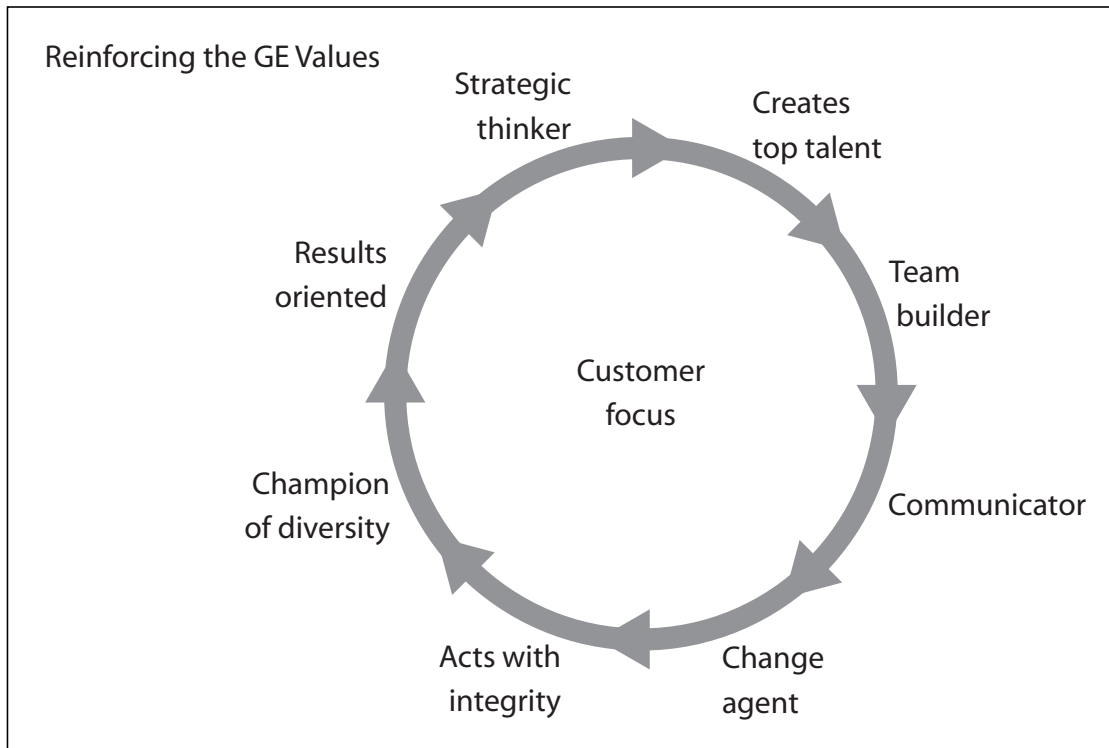 Reinforcing the GE Values
Strategic
thinker
Creates
top talent
Team
builder
Communicator
Change
agent
Acts with
integrity
Champion
of diversity
Results
oriented
Customer
focus